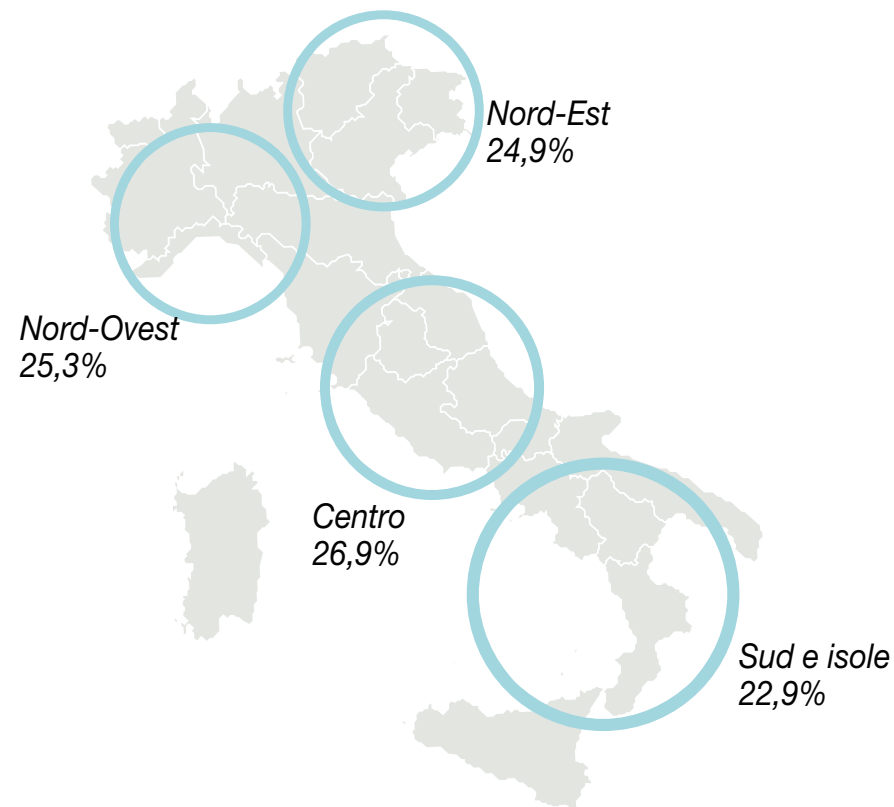 Nord-Est
24,9%
Nord-Ovest
25,3%
Centro
26,9%
Sud e isole
22,9%